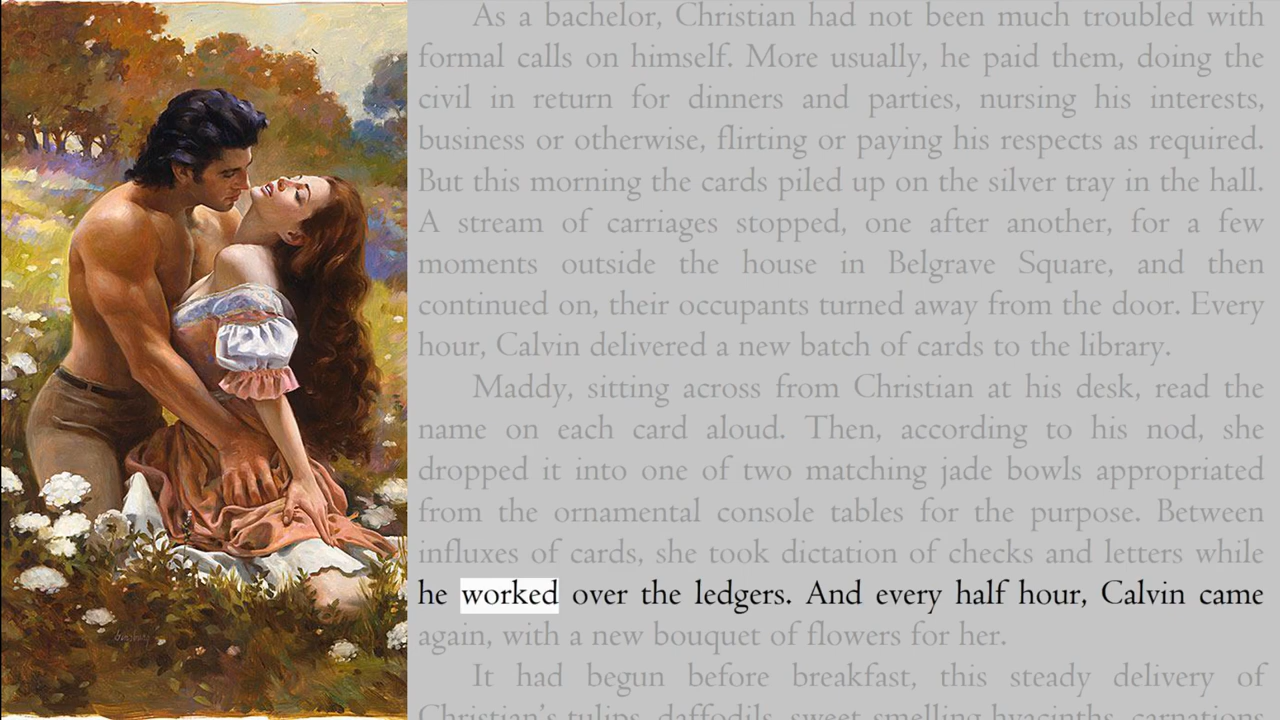 As a bachelor, Christian had not been much troubled with
formal calls on himself. More usually, he paid them, doing the
civil in return for dinners and parties, nursing his interests,
business or otherwise, flirting or paying his respects as required.
But this morning the cards piled up on the silver tray in the hall.
A stream of carriages stopped, one after another, for a few
moments outside the house in Belgrave Square, and then
continued on, their occupants turned away from the door. Every
hour, Calvin delivered a new batch of cards to the library.
Maddy, sitting across from Christian at his desk, read the
name on each card aloud. Then, according to his nod, she
dropped it into one of two matching jade bowls appropriated
from the ornamental console tables for the purpose. Between
influxes of cards, she took dictation of checks and letters while
he worked over the ledgers. And every half hour, Calvin came
again, with a new bouquet of flowers for her.
It had begun before breakfast, this steady delivery of
Christian's tulips, daffodils, sweet smelling hyacinths, carnations